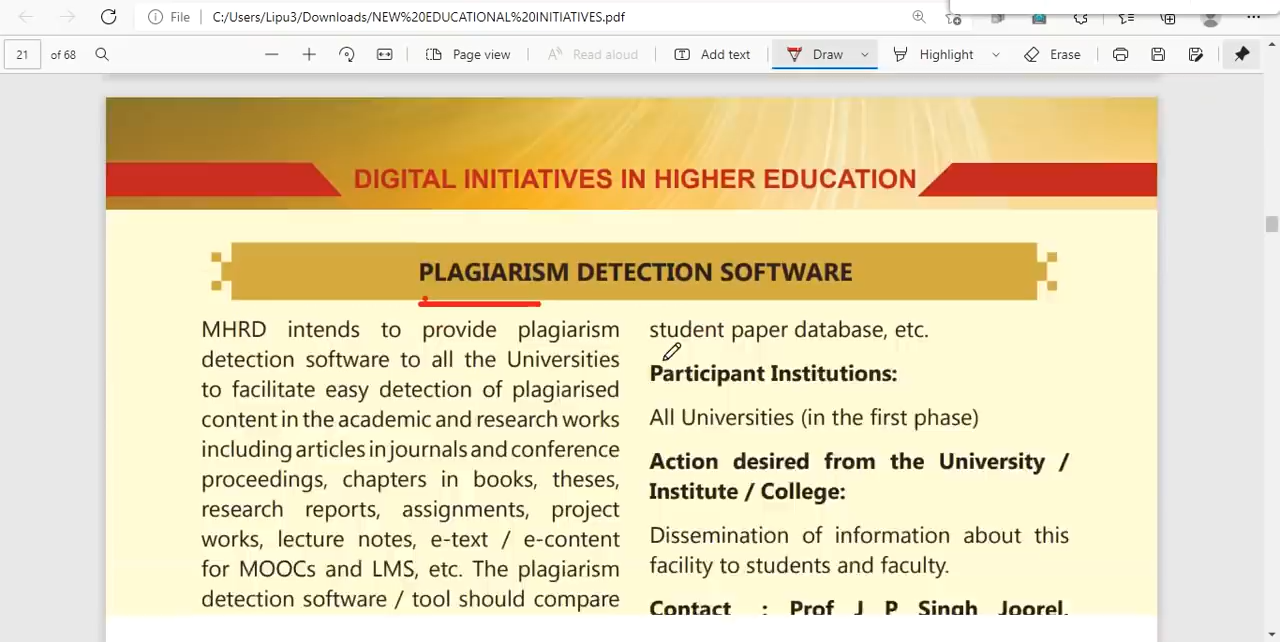 File
C:/Users/Lipu3/Downloads/NEW%20EDUCATIONAL%20INITIATIVES.pdf
21 of 68
Page view
Read aloud
Add text
Draw
Highlight
Erase
DIGITAL INITIATIVES IN HIGHER EDUCATION
PLAGIARISM DETECTION SOFTWARE
MHRD intends to provide plagiarism
detection software to all the Universities
to facilitate easy detection of plagiarised
content in the academic and research works
including articles in journals and conference
proceedings, chapters in books, theses,
research reports, assignments, project
works, lecture notes, e-text / e-content
for MOOCs and LMS, etc. The plagiarism
detection software / tool should compare
student paper database, etc.
Participant Institutions:
All Universities (in the first phase)
Action desired from the University /
Institute / College:
Dissemination of information about this
facility to students and faculty.
Contact : Prof J P Singh Joorel,